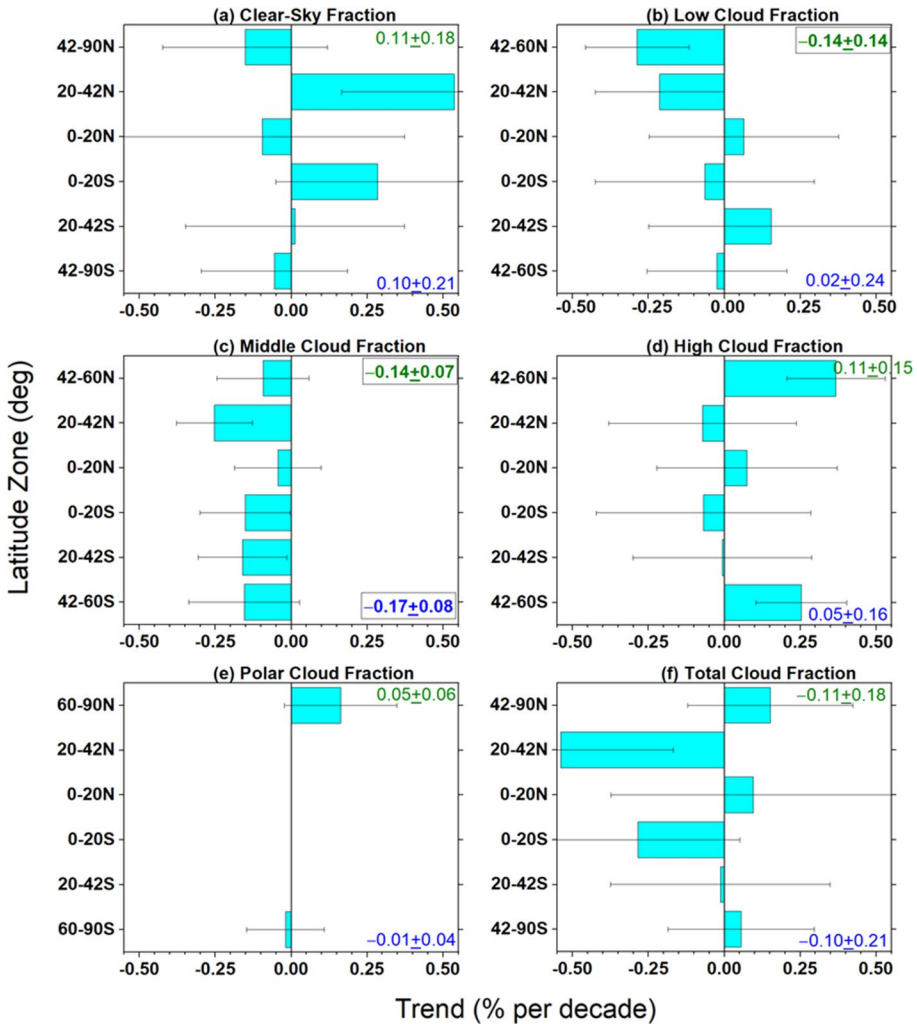 (a) Clear-Sky Fraction
42-90N
20-42N
0-20N
0-20S
20-42S
42-90S
0.11±0.18
0.10±0.21
-0.50 -0.25 0.00 0.25 0.50
(b) Low Cloud Fraction
42-60N
20-42N
0-20N
0-20S
20-42S
42-60S
−0.14±0.14
0.02±0.24
-0.50 -0.25 0.00 0.25 0.50
Latitude Zone (deg)
(c) Middle Cloud Fraction
42-60N
20-42N
0-20N
0-20S
20-42S
42-60S
−0.14±0.07
−0.17±0.08
-0.50 -0.25 0.00 0.25 0.50
(d) High Cloud Fraction
42-60N
20-42N
0-20N
0-20S
20-42S
42-60S
0.11±0.15
0.05±0.16
-0.50 -0.25 0.00 0.25 0.50
(e) Polar Cloud Fraction
60-90N
20-42N
0-20N
0-20S
20-42S
60-90S
0.05±0.06
−0.01±0.04
-0.50 -0.25 0.00 0.25 0.50
(f) Total Cloud Fraction
42-90N
20-42N
0-20N
0-20S
20-42S
42-90S
−0.11±0.18
−0.10±0.21
-0.50 -0.25 0.00 0.25 0.50
Trend (% per decade)